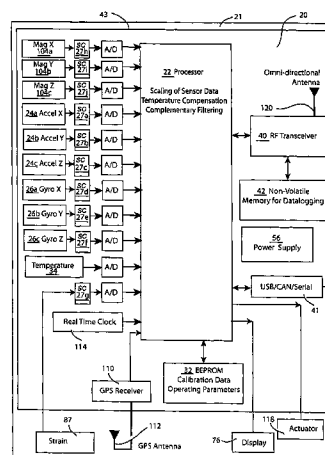 43
21
20
Mag X
104a
SC
27h
A/D
Mag Y
104b
SC
A/D
Mag Z
104c
SC
A/D
24a Accel X
SC
27a
A/D
24b Accel Y
SC
27b
A/D
24c Accel Z
SC
27c
A/D
26a Gyro X
SC
27d
A/D
26b Gyro Y
SC
27e
A/D
26c Gyro Z
SC
27f
A/D
Temperature
34
A/D
SC
27g
A/D
Real Time Clock
114
22 Processor
Scaling of Sensor Data
Temperature Compensation
Complementary Filtering
Omni-directional
Antenna
120
40 RF Transceiver
42 Non-Volatile
Memory for Datalogging
56
Power Supply
USB/CAN/Serial
41
110
GPS Receiver
32 EEPROM
Calibration Data
Operating Parameters
112
GPS Antenna
Strain
87
Display
76
118
Actuator